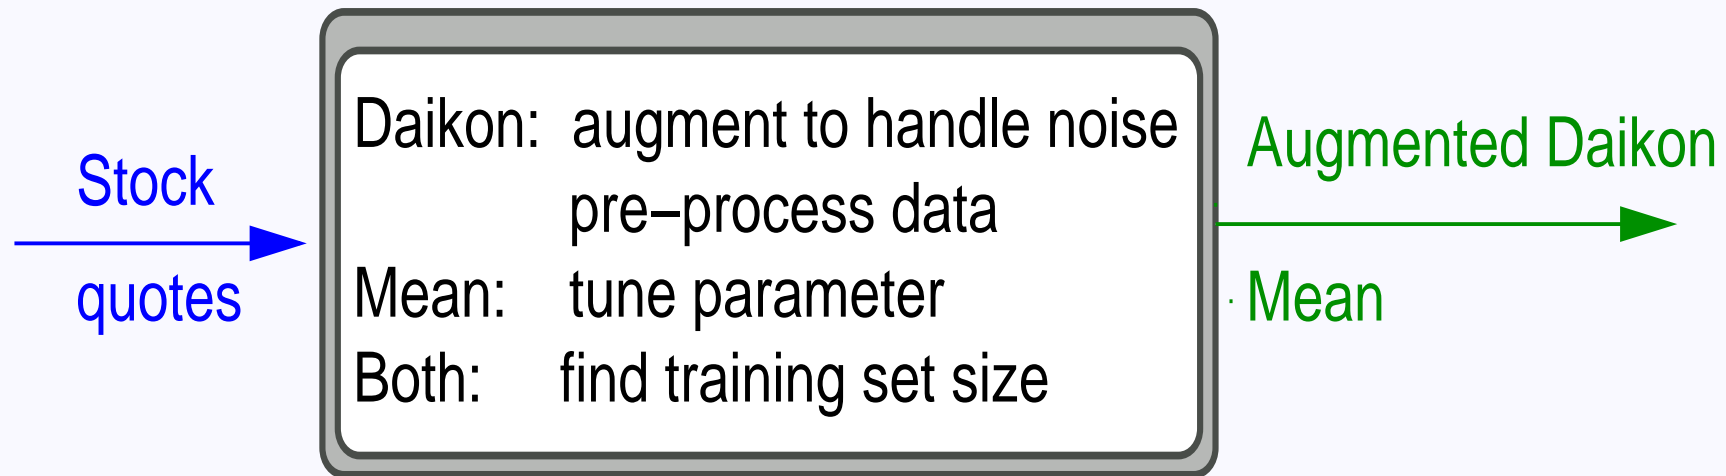 Stock
quotes
Daikon: augment to handle noise
pre–process data
Mean: tune parameter
Both: find training set size
Augmented Daikon
Mean